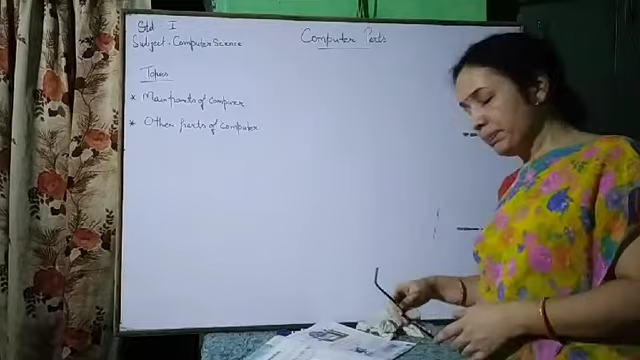 Std I
Subject - Computer Science
Computer Parts
Topics
* Main parts of computer
* Other parts of computer